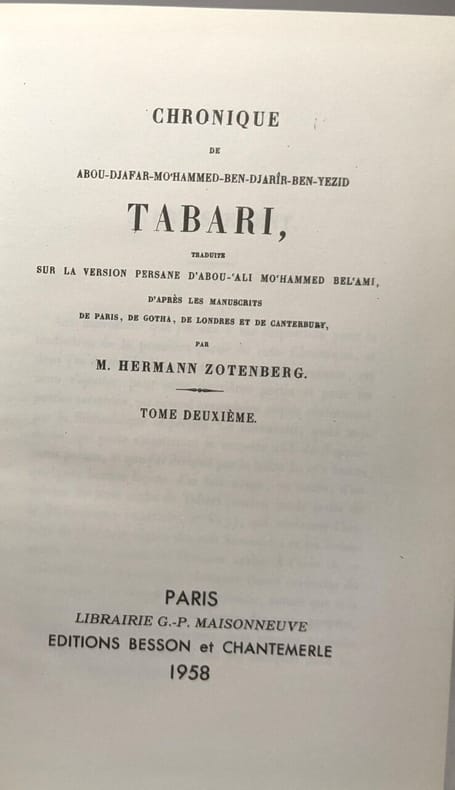 CHRONIQUE
DE
ABOU-DJAFAR-MO'HAMMED-BEN-DJARÎR-BEN-YEZID
TABARI,
TRADUITE
SUR LA VERSION PERSANE D'ABOU-'ALI MO'HAMMED BEL'AMI,
D'APRÈS LES MANUSCRITS
DE PARIS, DE GOTHA, DE LONDRES ET DE CANTERBURY,
PAR
M. HERMANN ZOTENBERG.
TOME DEUXIÈME.
PARIS
LIBRAIRIE G.-P. MAISONNEUVE
EDITIONS BESSON et CHANTEMERLE
1958